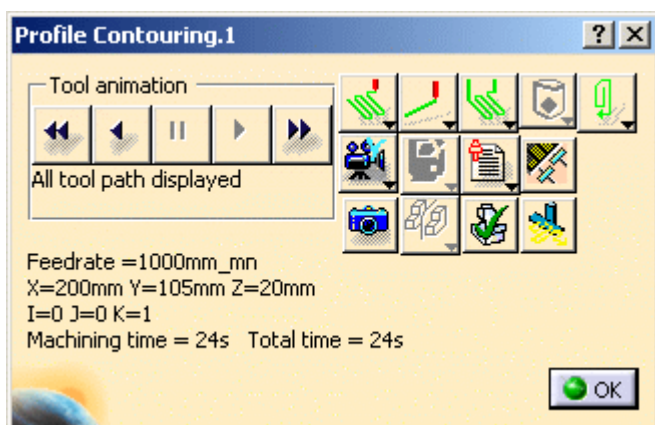 Profile Contouring.1
Tool animation
All tool path displayed
Feedrate =1000mm_mn
X=200mm Y=105mm Z=20mm
I=0 J=0 K=1
Machining time = 24s Total time = 24s
OK